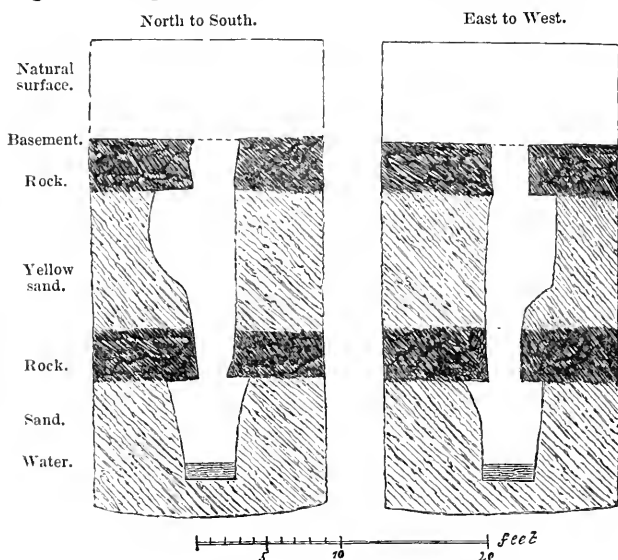 North to South.
East to West.
Natural
surface.
Basement.
Rock.
Yellow
sand.
Rock.
Sand.
Water.
feet
5
10
20